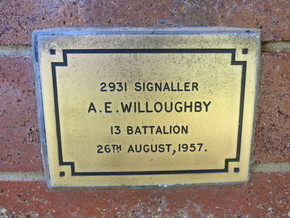 2931 SIGNALLER
A.E. WILLOUGHBY
13 BATTALION
26TH AUGUST, 1957.